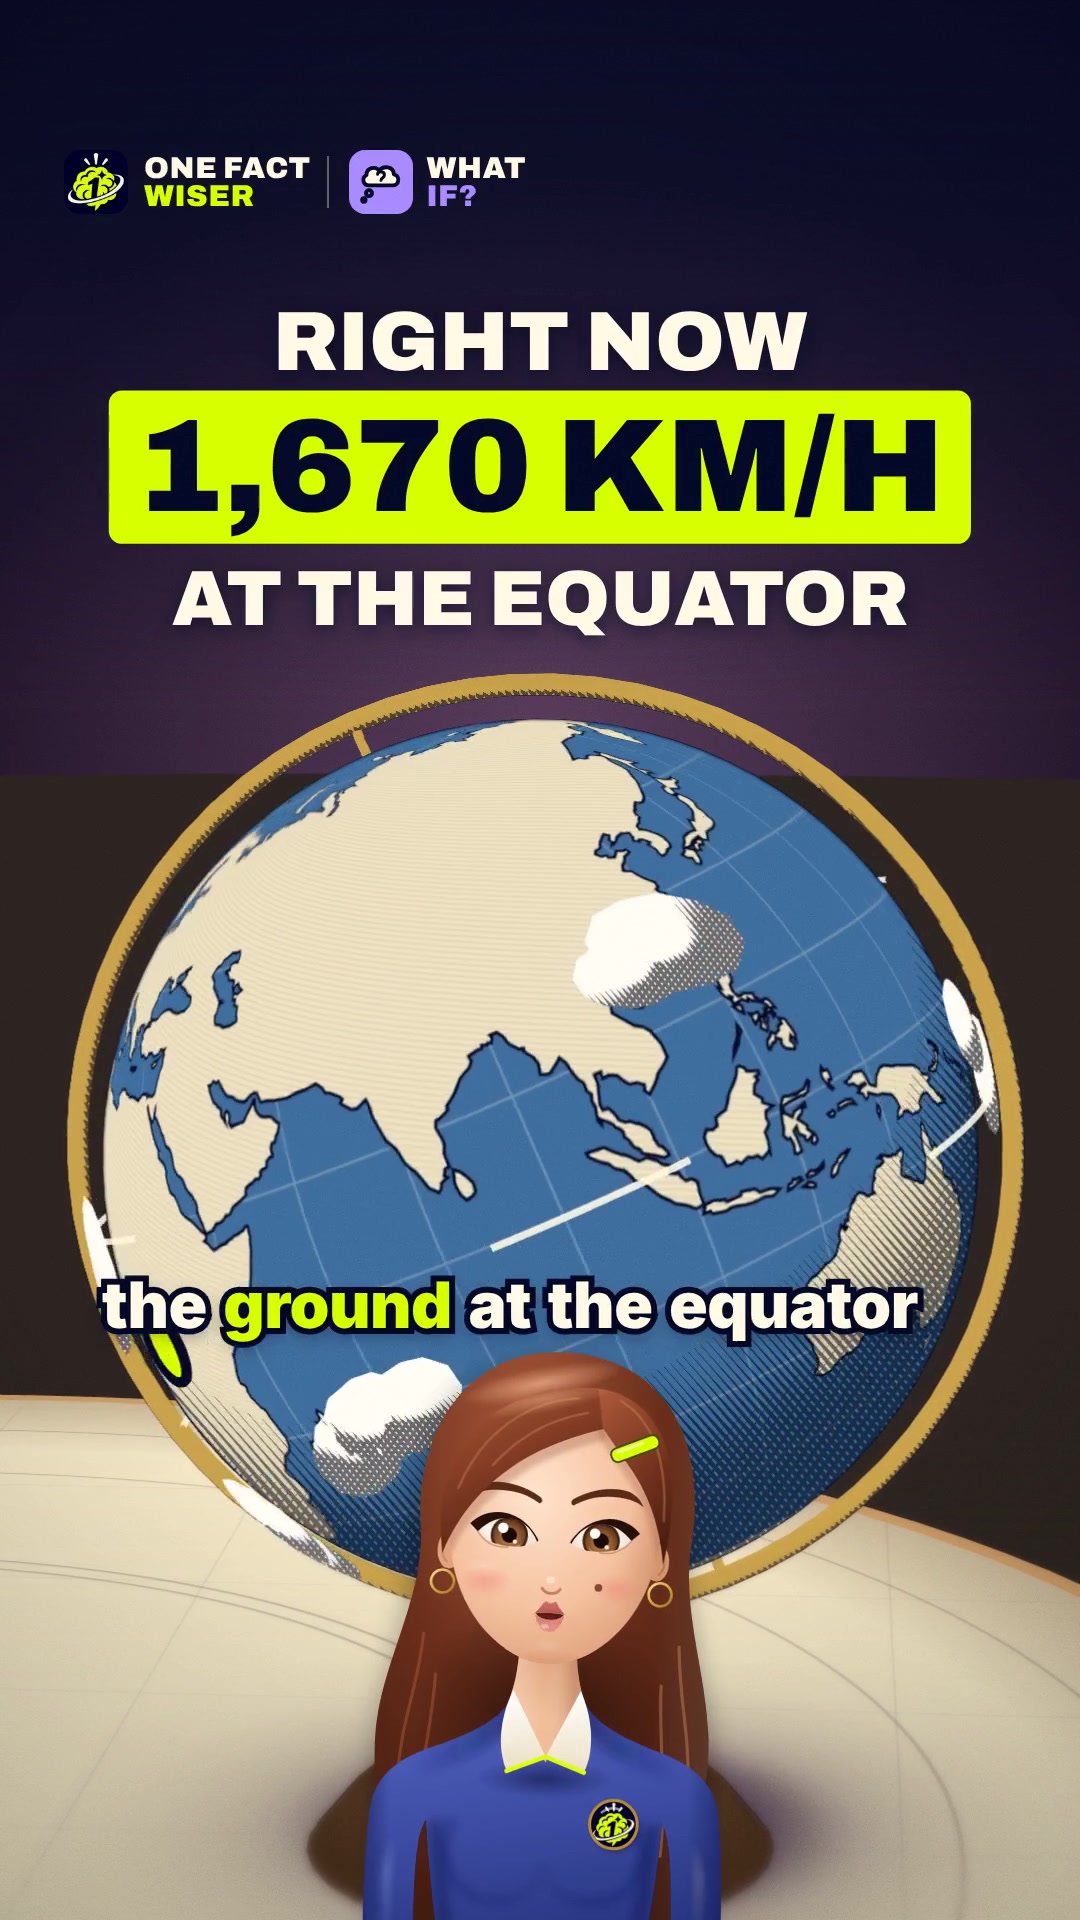 ONE FACT
WISER
WHAT
IF?
RIGHT NOW
1,670 KM/H
AT THE EQUATOR
the ground at the equator